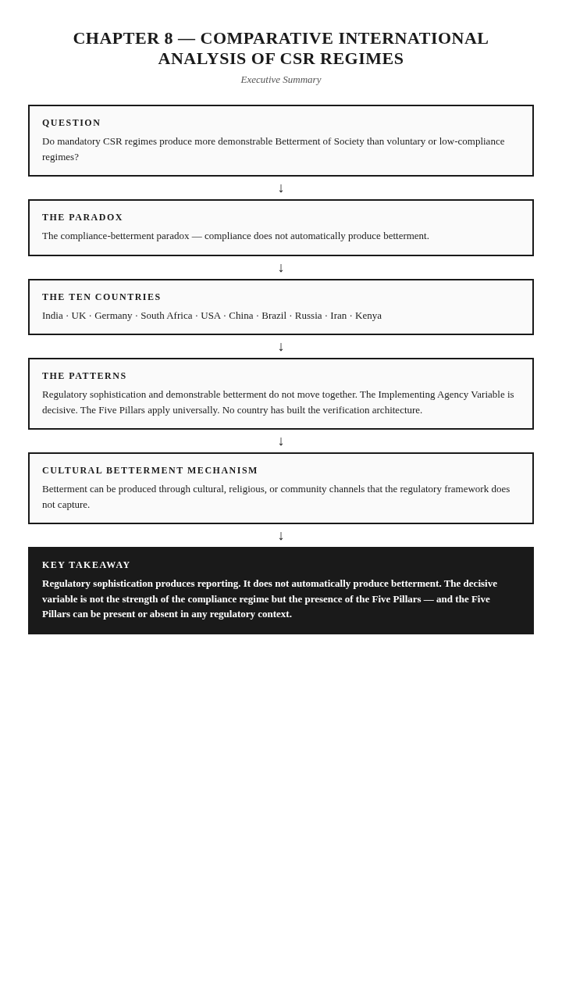 CHAPTER 8 — COMPARATIVE INTERNATIONAL
ANALYSIS OF CSR REGIMES
Executive Summary
QUESTION
Do mandatory CSR regimes produce more demonstrable Betterment of Society than voluntary or low-compliance
regimes?
↓
THE PARADOX
The compliance-betterment paradox — compliance does not automatically produce betterment.
↓
THE TEN COUNTRIES
India · UK · Germany · South Africa · USA · China · Brazil · Russia · Iran · Kenya
↓
THE PATTERNS
Regulatory sophistication and demonstrable betterment do not move together. The Implementing Agency Variable is
decisive. The Five Pillars apply universally. No country has built the verification architecture.
↓
CULTURAL BETTERMENT MECHANISM
Betterment can be produced through cultural, religious, or community channels that the regulatory framework does
not capture.
↓
KEY TAKEAWAY
Regulatory sophistication produces reporting. It does not automatically produce betterment. The decisive
variable is not the strength of the compliance regime but the presence of the Five Pillars — and the Five
Pillars can be present or absent in any regulatory context.